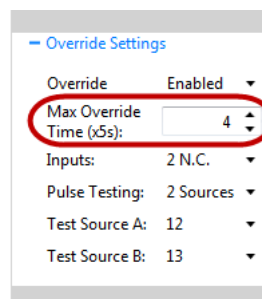 Override Settings
Override Enabled
Max Override
Time (x5s): 4
Inputs: 2 N.C.
Pulse Testing: 2 Sources
Test Source A: 12
Test Source B: 13